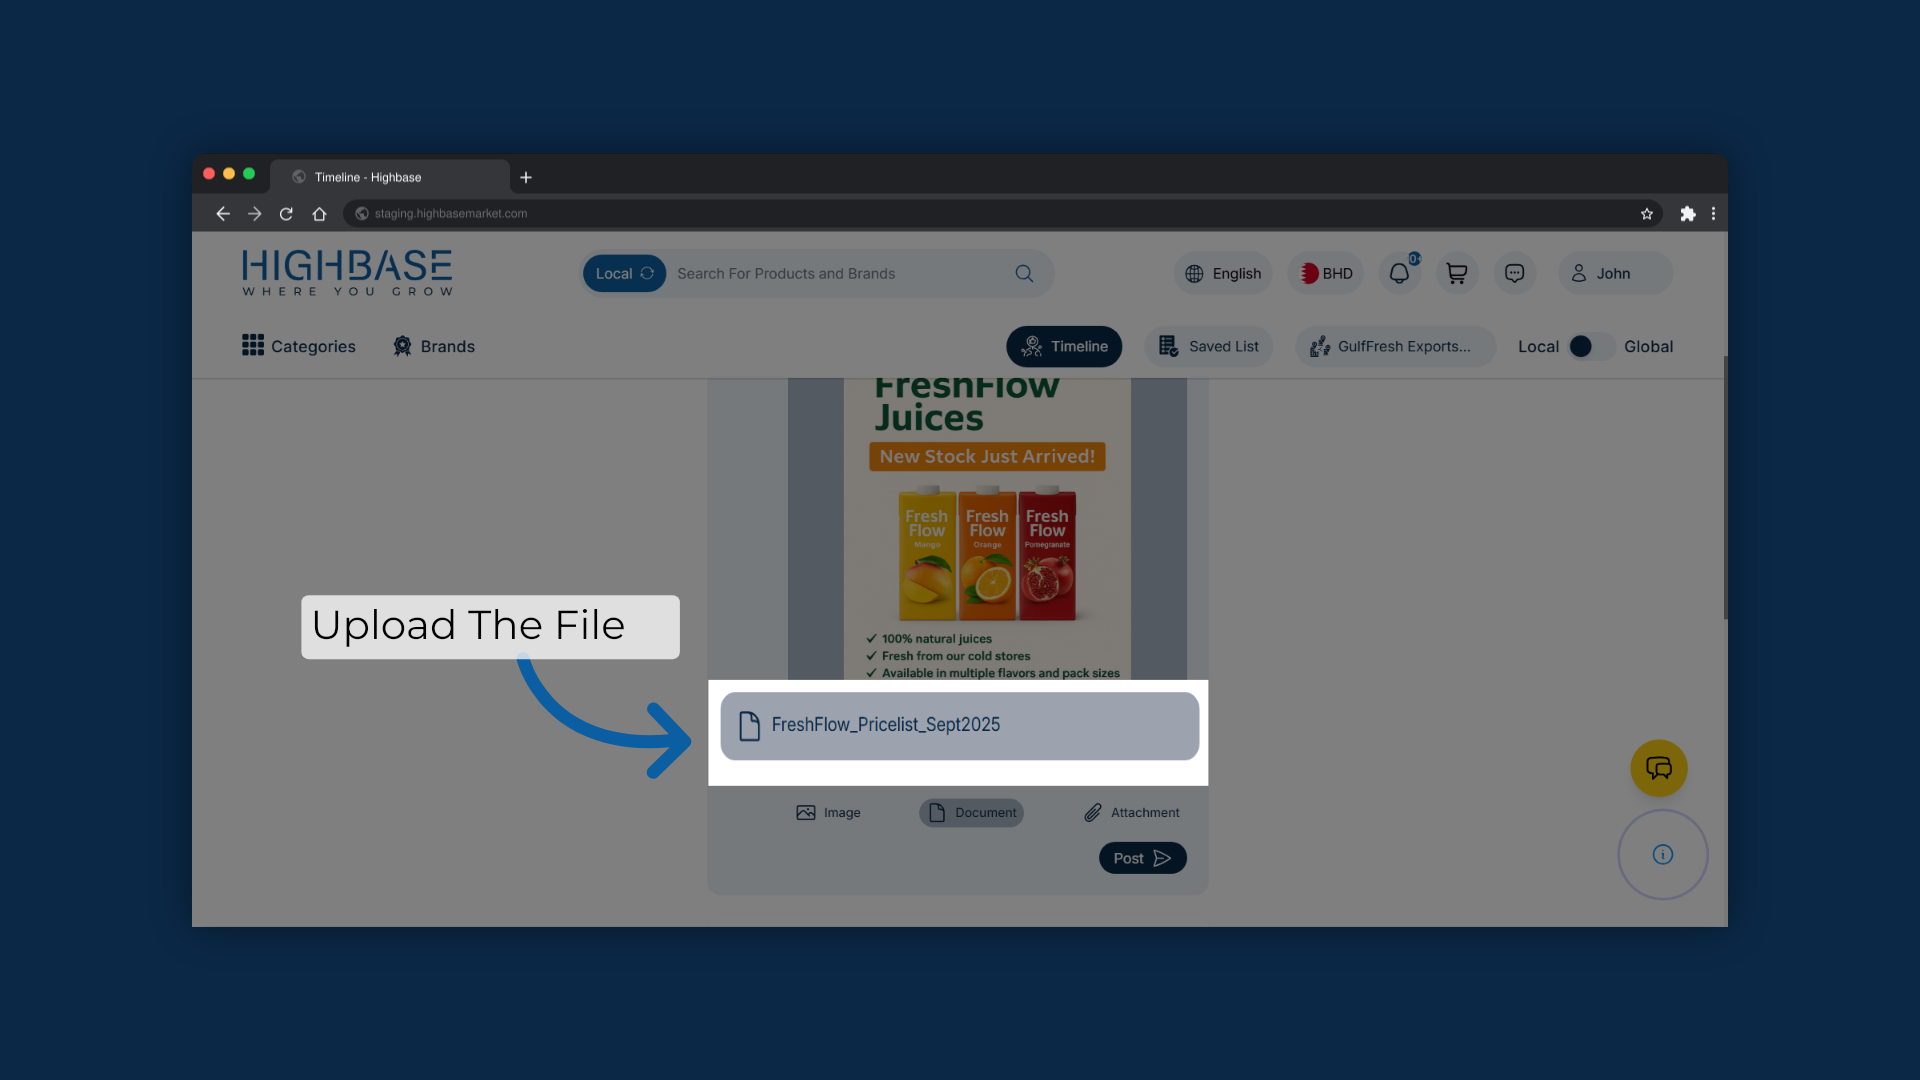 Timeline - Highbase
staging.highbasemarket.com
HIGHBASE
WHERE YOU GROW
Local
Search For Products and Brands
English
BHD
John
Categories
Brands
Timeline
Saved List
GulfFresh Exports...
Local
Global
FreshFlow
Juices
New Stock Just Arrived!
Fresh Flow Mango
Fresh Flow Orange
Fresh Flow Pomegranate
100% natural juices
Fresh from our cold stores
Available in multiple flavors and pack sizes
Upload The File
FreshFlow_Pricelist_Sept2025
Image
Document
Attachment
Post